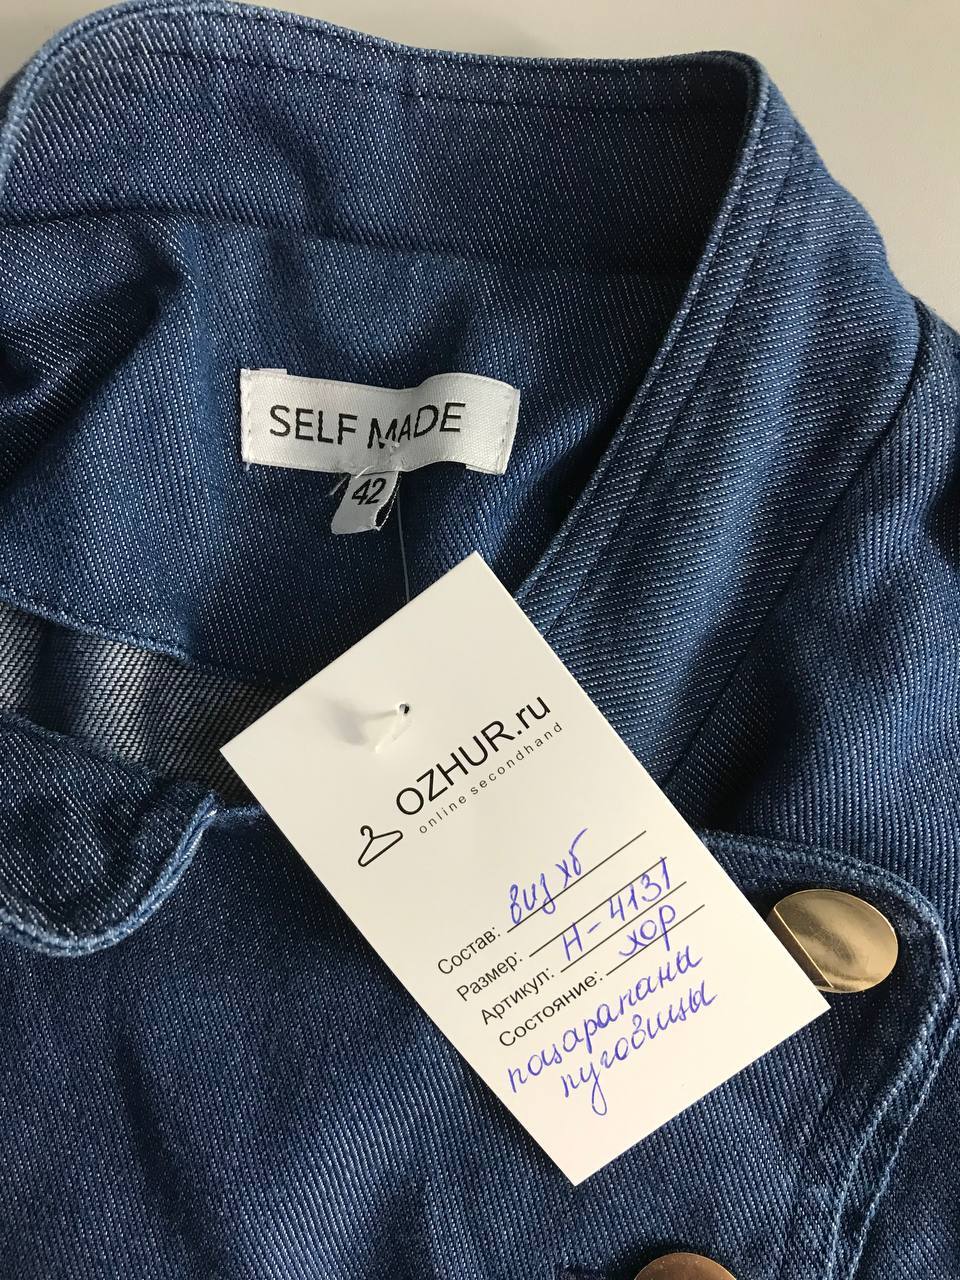 SELF MADE
42
OZHUR.ru
online secondhand
Состав: виз хб
Размер:
Артикул: Н-4131
Состояние: хор
поцарапаны
пуговицы